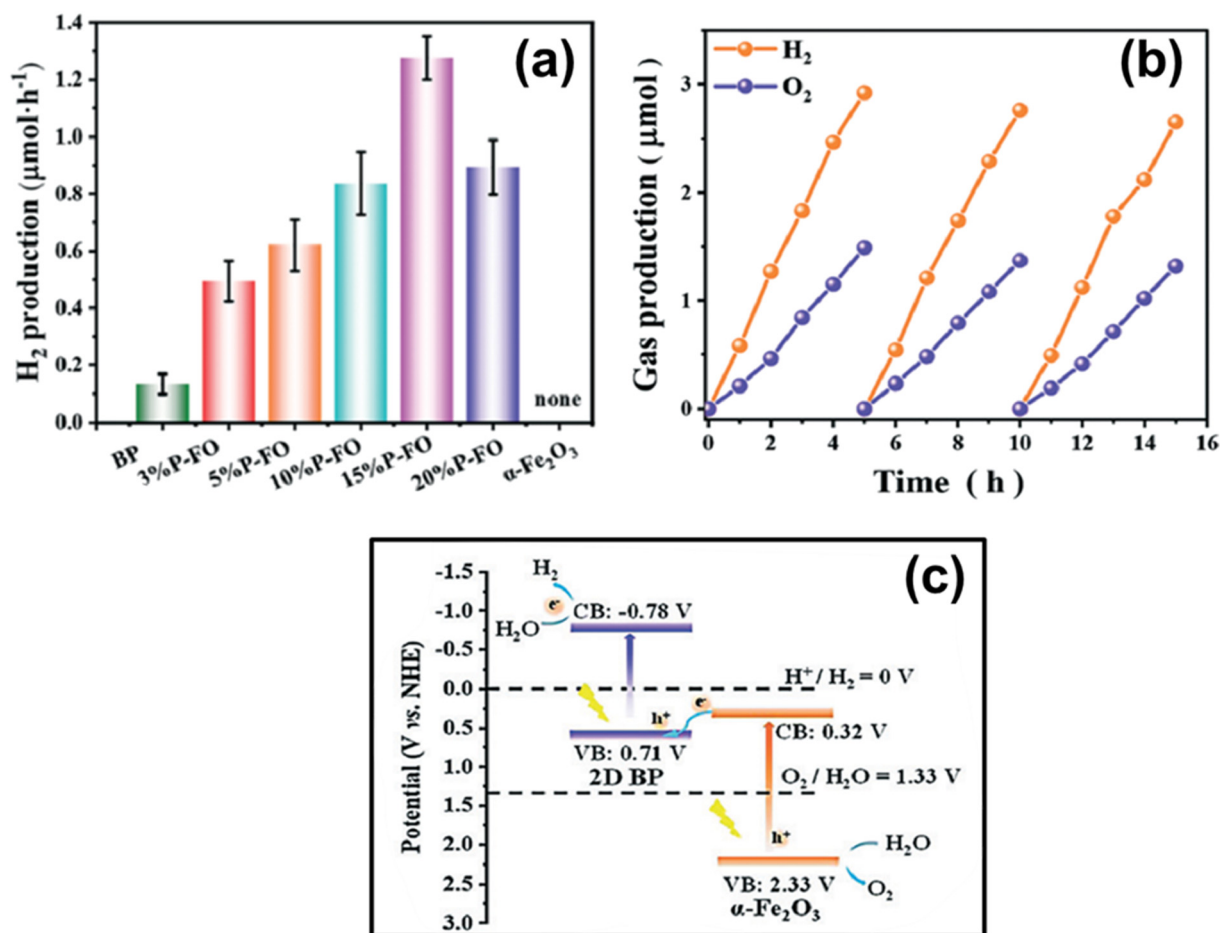 (a)
H₂ production (μmol·h⁻¹)
1.4
1.2
1.0
0.8
0.6
0.4
0.2
0.0
none
BP
3%P-FO
5%P-FO
10%P-FO
15%P-FO
20%P-FO
α-Fe₂O₃
(b)
H₂
O₂
Gas production ( μmol)
3
2
1
0
0 2 4 6 8 10 12 14 16
Time ( h )
(c)
Potential (V vs. NHE)
-1.5
-1.0
-0.5
0.0
0.5
1.0
1.5
2.0
2.5
3.0
H₂
e⁻
H₂O
CB: -0.78 V
H⁺ / H₂ = 0 V
e⁻
h⁺
VB: 0.71 V
2D BP
CB: 0.32 V
O₂ / H₂O = 1.33 V
h⁺
H₂O
O₂
VB: 2.33 V
α-Fe₂O₃